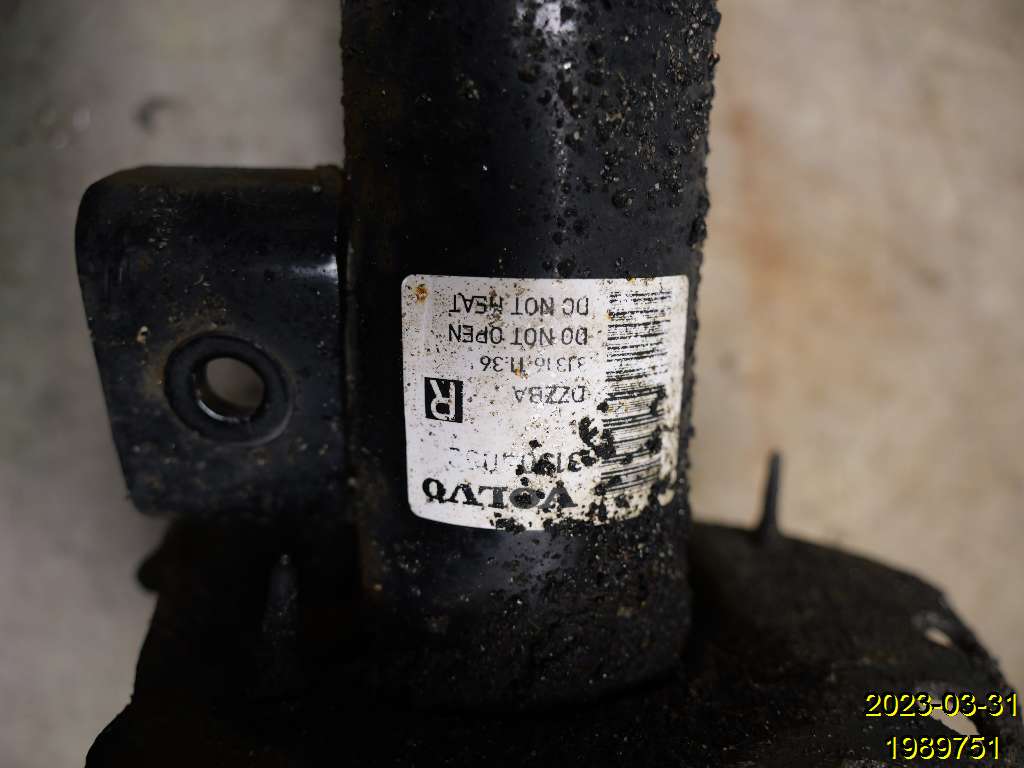 VOLVO
R
DZZBA
DO NOT OPEN
DO NOT HEAT
2023-03-31
1989751